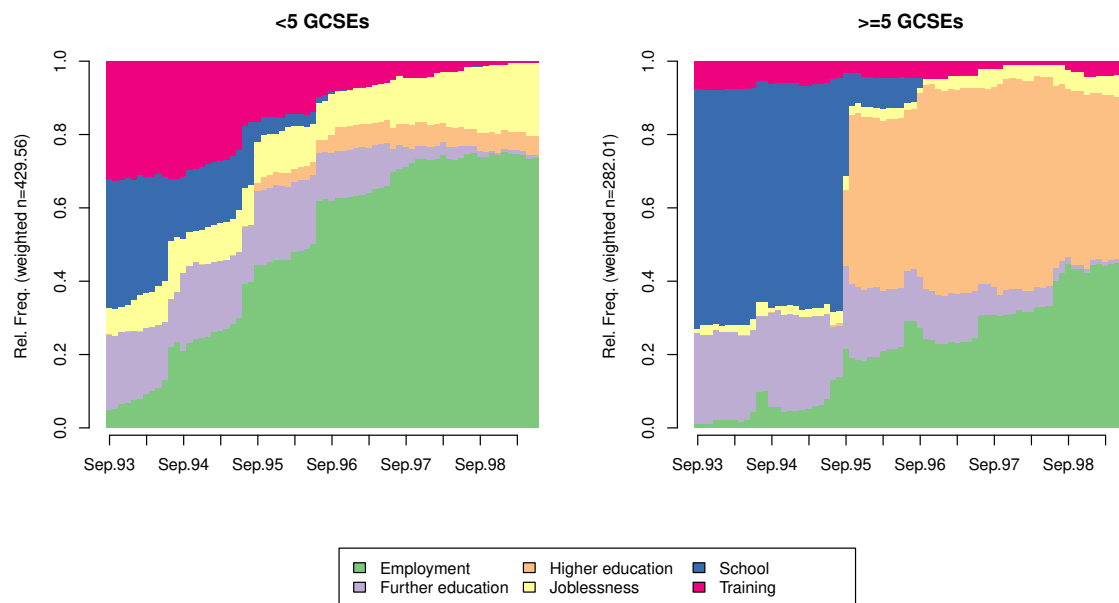 <5 GCSEs
>=5 GCSEs
Rel. Freq. (weighted n=429.56)
0.0 0.2 0.4 0.6 0.8 1.0
Sep.93 Sep.94 Sep.95 Sep.96 Sep.97 Sep.98
Rel. Freq. (weighted n=282.01)
0.0 0.2 0.4 0.6 0.8 1.0
Sep.93 Sep.94 Sep.95 Sep.96 Sep.97 Sep.98
Employment Higher education School
Further education Joblessness Training